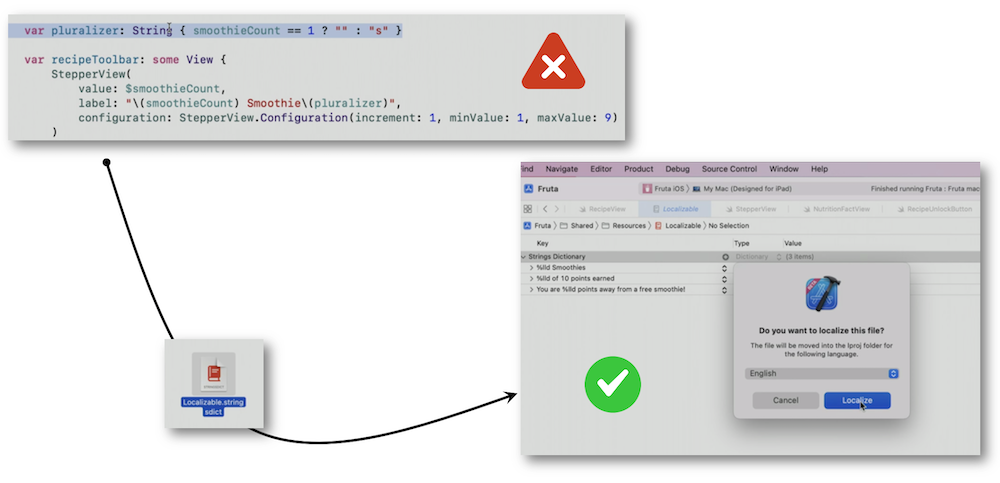 var pluralizer: String { smoothieCount == 1 ? "" : "s" }
var recipeToolbar: some View {
StepperView(
value: $smoothieCount,
label: "\(smoothieCount) Smoothie\(pluralizer)",
configuration: StepperView.Configuration(increment: 1, minValue: 1, maxValue: 9)
)
Localizable.string
sdict
ind Navigate Editor Product Debug Source Control Window Help
Fruta Fruta iOS 〉 My Mac (Designed for iPad) Finished running Fruta : Fruta mac
RecipeView Localizable StepperView NutritionFactView RecipeUnlockButton
Fruta 〉 Shared 〉 Resources 〉 Localizable 〉 No Selection
Key Type Value
Strings Dictionary Dictionary (3 items)
%lld Smoothies
%lld of 10 points earned
You are %lld points away from a free smoothie!
Do you want to localize this file?
The file will be moved into the lproj folder for
the following language.
English
Cancel Localize